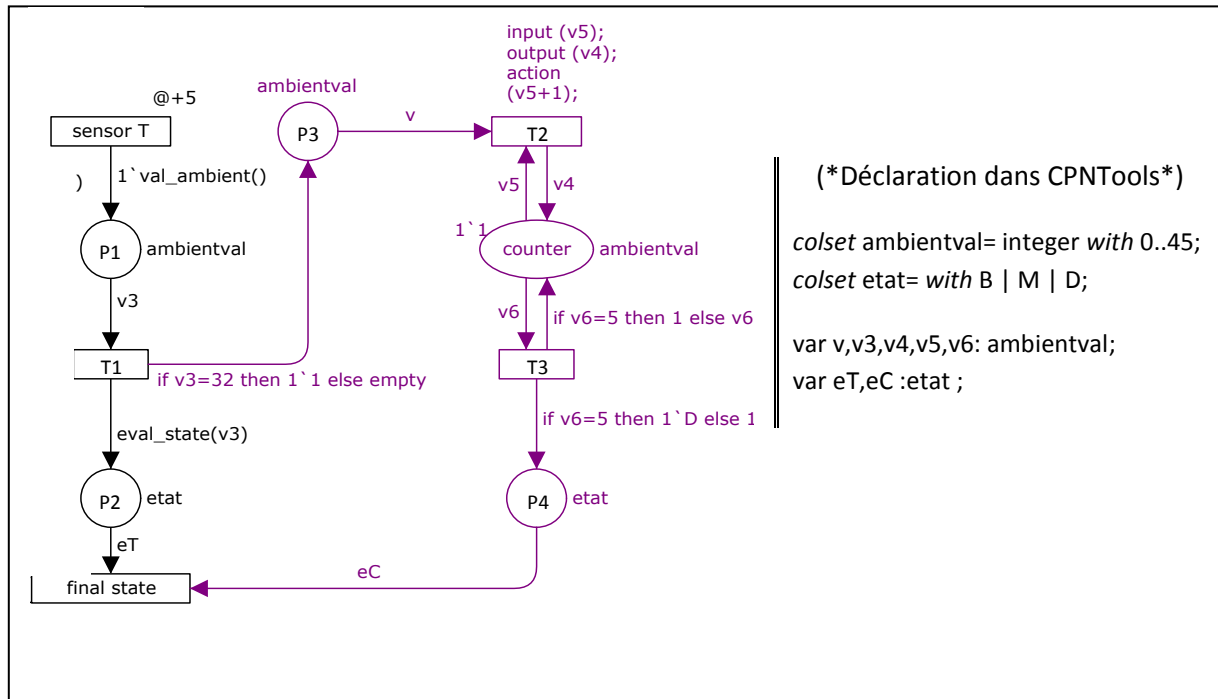 input (v5);
output (v4);
action
(v5+1);
ambientval
@+5
sensor T
P3
v
T2
)
1`val_ambient()
v5
v4
1`1
P1
ambientval
counter
ambientval
v3
v6
if v6=5 then 1 else v6
T1
if v3=32 then 1`1 else empty
T3
if v6=5 then 1`D else 1
eval_state(v3)
P2
etat
P4
etat
eT
final state
eC
(*Déclaration dans CPNTools*)
colset ambientval= integer with 0..45;
colset etat= with B | M | D;
var v,v3,v4,v5,v6: ambientval;
var eT,eC :etat ;